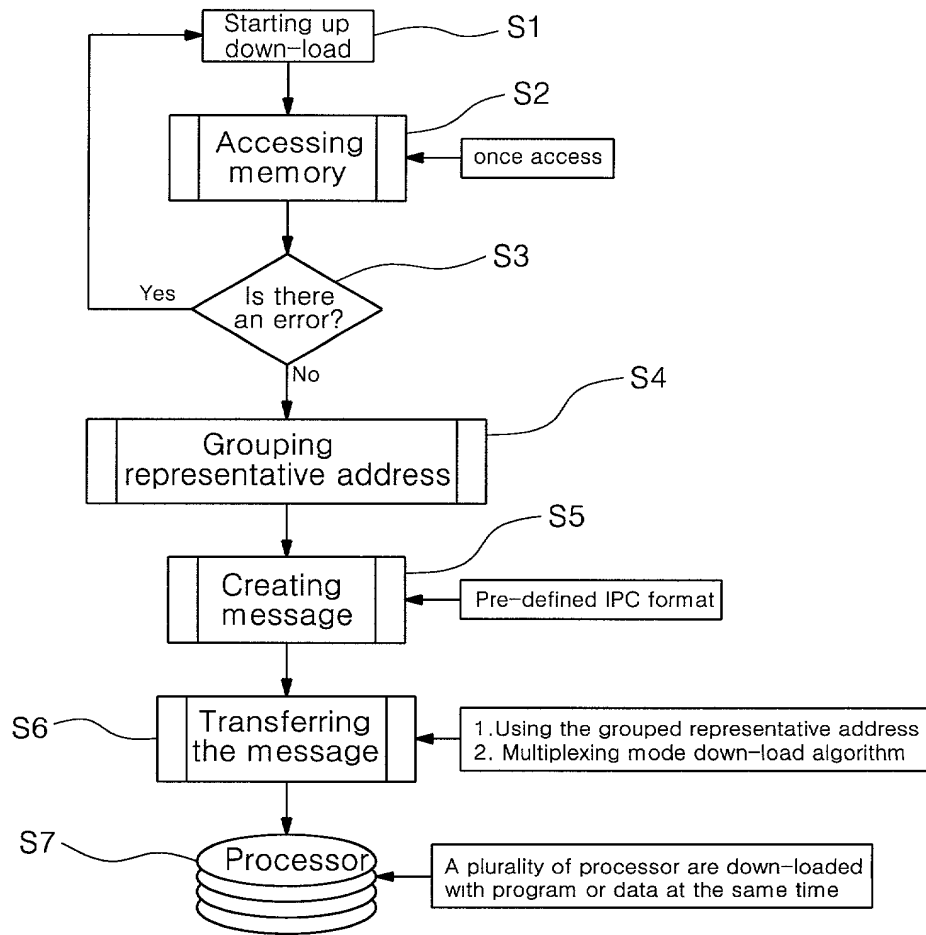 Starting up
down-load
S1
S2
Accessing
memory
once access
S3
Is there
an error?
Yes
No
S4
Grouping
representative address
S5
Creating
message
Pre-defined IPC format
S6
Transferring
the message
1.Using the grouped representative address
2. Multiplexing mode down-load algorithm
S7
Processor
A plurality of processor are down-loaded
with program or data at the same time